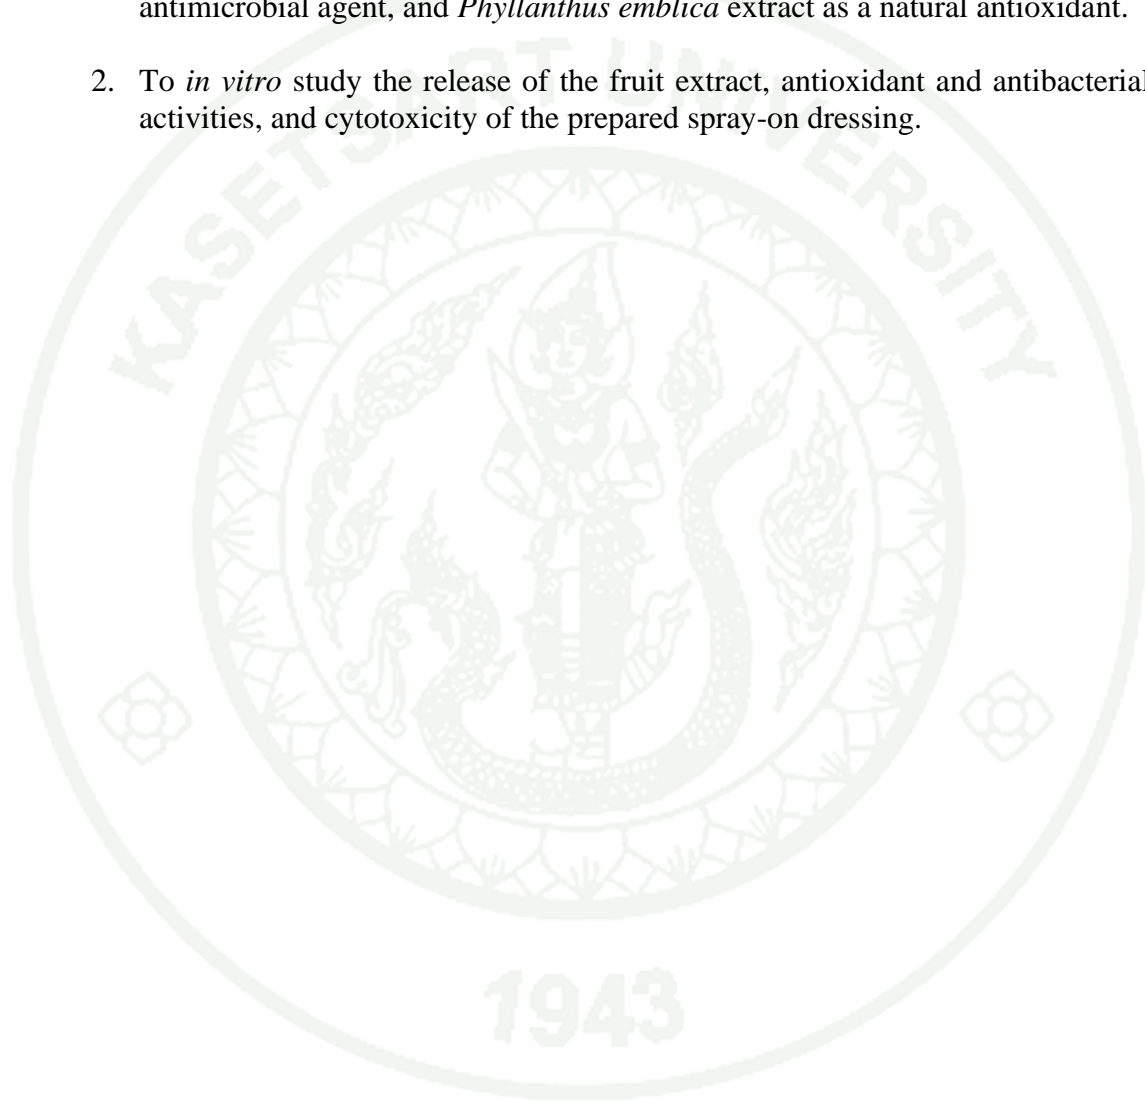 antimicrobial agent, and Phyllanthus emblica extract as a natural antioxidant.
2. To in vitro study the release of the fruit extract, antioxidant and antibacterial
activities, and cytotoxicity of the prepared spray-on dressing.
KASETSART UNIVERSITY
1943